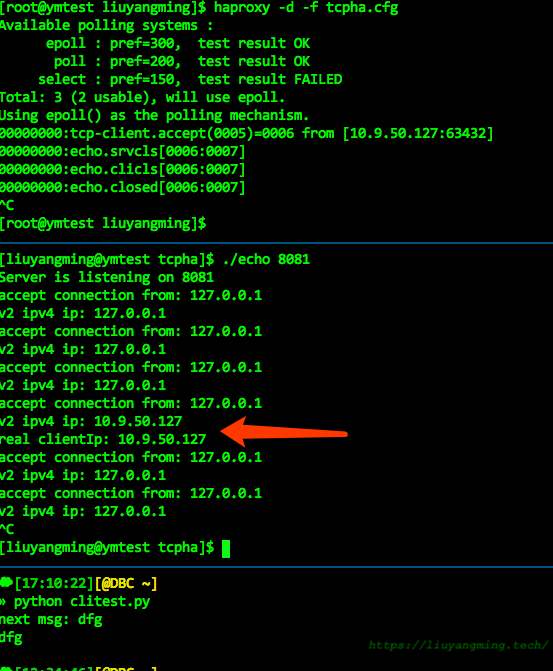 [root@ymtest liuyangming]$ haproxy -d -f tcpha.cfg
Available polling systems :
epoll : pref=300,  test result OK
poll : pref=200,  test result OK
select : pref=150,  test result FAILED
Total: 3 (2 usable), will use epoll.
Using epoll() as the polling mechanism.
00000000:tcp-client.accept(0005)=0006 from [10.9.50.127:63432]
00000000:echo.srvcls[0006:0007]
00000000:echo.clicls[0006:0007]
00000000:echo.closed[0006:0007]
^C
[root@ymtest liuyangming]$
[liuyangming@ymtest tcpha]$ ./echo 8081
Server is listening on 8081
accept connection from: 127.0.0.1
v2 ipv4 ip: 127.0.0.1
accept connection from: 127.0.0.1
v2 ipv4 ip: 127.0.0.1
accept connection from: 127.0.0.1
v2 ipv4 ip: 127.0.0.1
accept connection from: 127.0.0.1
v2 ipv4 ip: 10.9.50.127
real clientIp: 10.9.50.127
accept connection from: 127.0.0.1
v2 ipv4 ip: 127.0.0.1
accept connection from: 127.0.0.1
v2 ipv4 ip: 127.0.0.1
^C
[liuyangming@ymtest tcpha]$
[17:10:22][@DBC ~]
» python clitest.py
next msg: dfg
dfg
https://liuyangming.tech/